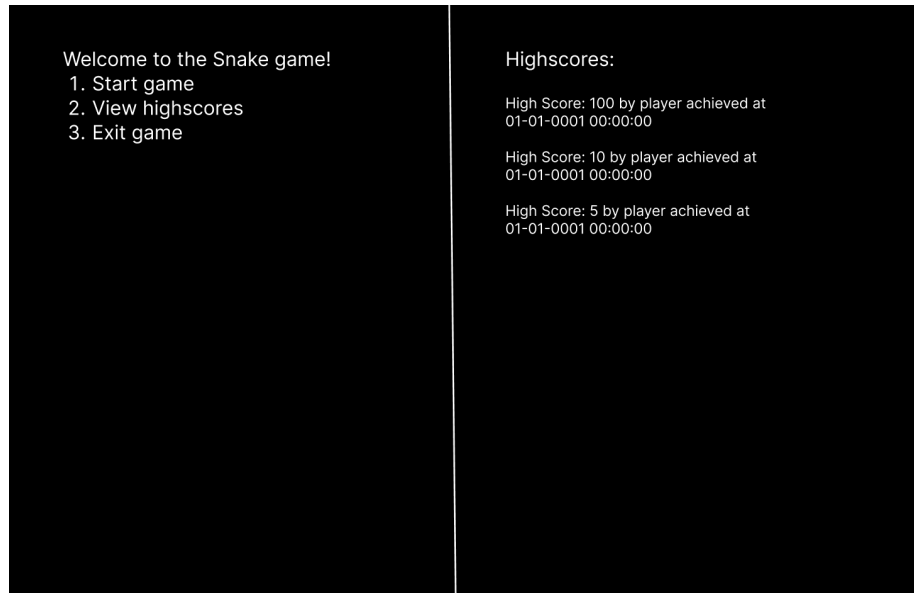 Welcome to the Snake game!
1. Start game
2. View highscores
3. Exit game
Highscores:
High Score: 100 by player achieved at
01-01-0001 00:00:00
High Score: 10 by player achieved at
01-01-0001 00:00:00
High Score: 5 by player achieved at
01-01-0001 00:00:00